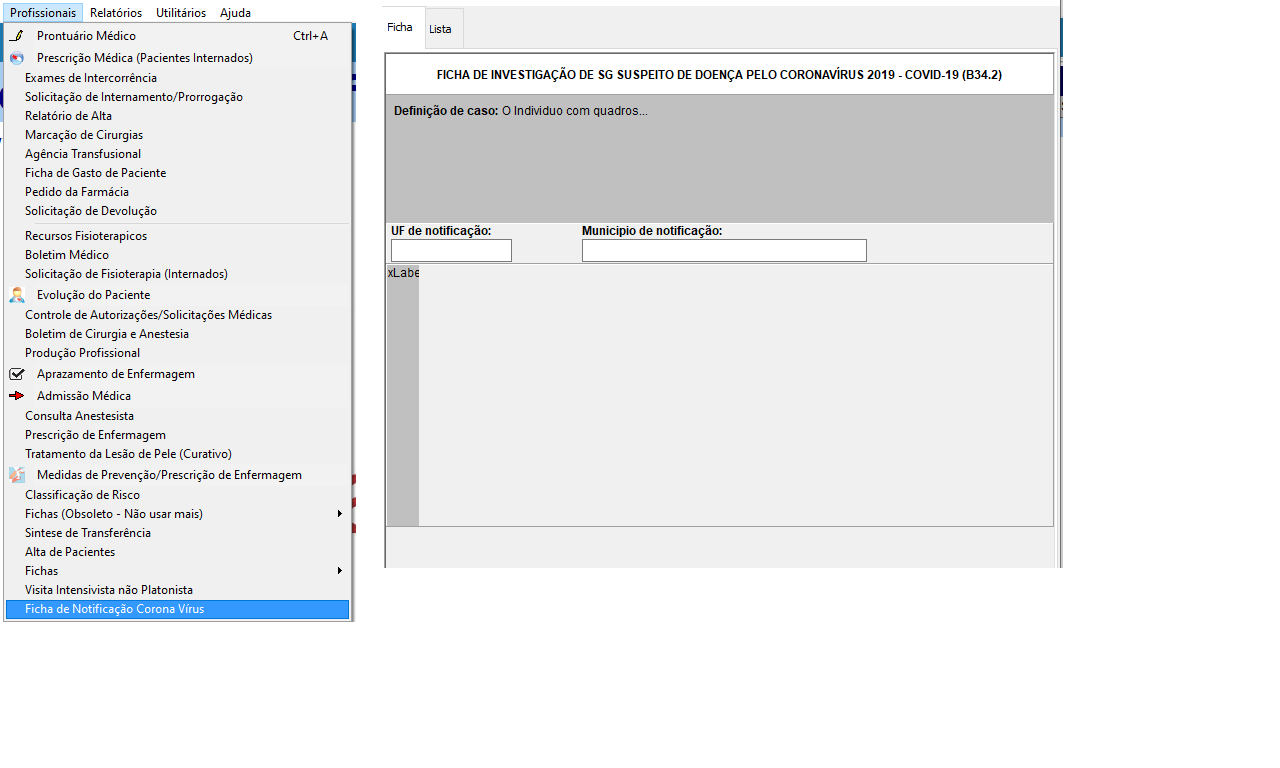 Profissionais Relatórios Utilitários Ajuda
Prontuário Médico Ctrl+A
Prescrição Médica (Pacientes Internados)
Exames de Intercorrência
Solicitação de Internamento/Prorrogação
Relatório de Alta
Marcação de Cirurgias
Agência Transfusional
Ficha de Gasto de Paciente
Pedido da Farmácia
Solicitação de Devolução
Recursos Fisioterapicos
Boletim Médico
Solicitação de Fisioterapia (Internados)
Evolução do Paciente
Controle de Autorizações/Solicitações Médicas
Boletim de Cirurgia e Anestesia
Produção Profissional
Aprazamento de Enfermagem
Admissão Médica
Consulta Anestesista
Prescrição de Enfermagem
Tratamento da Lesão de Pele (Curativo)
Medidas de Prevenção/Prescrição de Enfermagem
Classificação de Risco
Fichas (Obsoleto - Não usar mais)
Sintese de Transferência
Alta de Pacientes
Fichas
Visita Intensivista não Platonista
Ficha de Notificação Corona Vírus
Ficha Lista
FICHA DE INVESTIGAÇÃO DE SG SUSPEITO DE DOENÇA PELO CORONAVÍRUS 2019 - COVID-19 (B34.2)
Definição de caso: O Individuo com quadros...
UF de notificação: Municipio de notificação:
xLabe